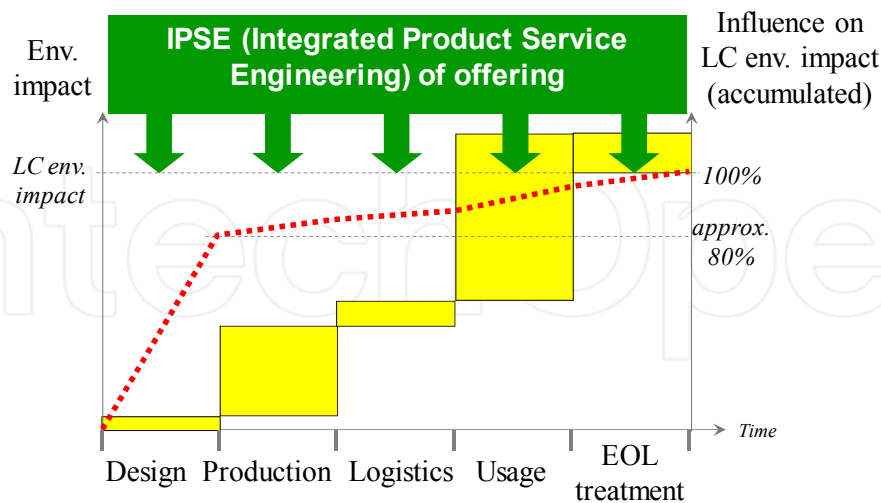 IPSE (Integrated Product Service
Engineering) of offering
Env.
impact
Influence on
LC env. impact
(accumulated)
LC env.
impact
100%
approx.
80%
Time
Design Production Logistics Usage EOL
treatment
ntechOpe